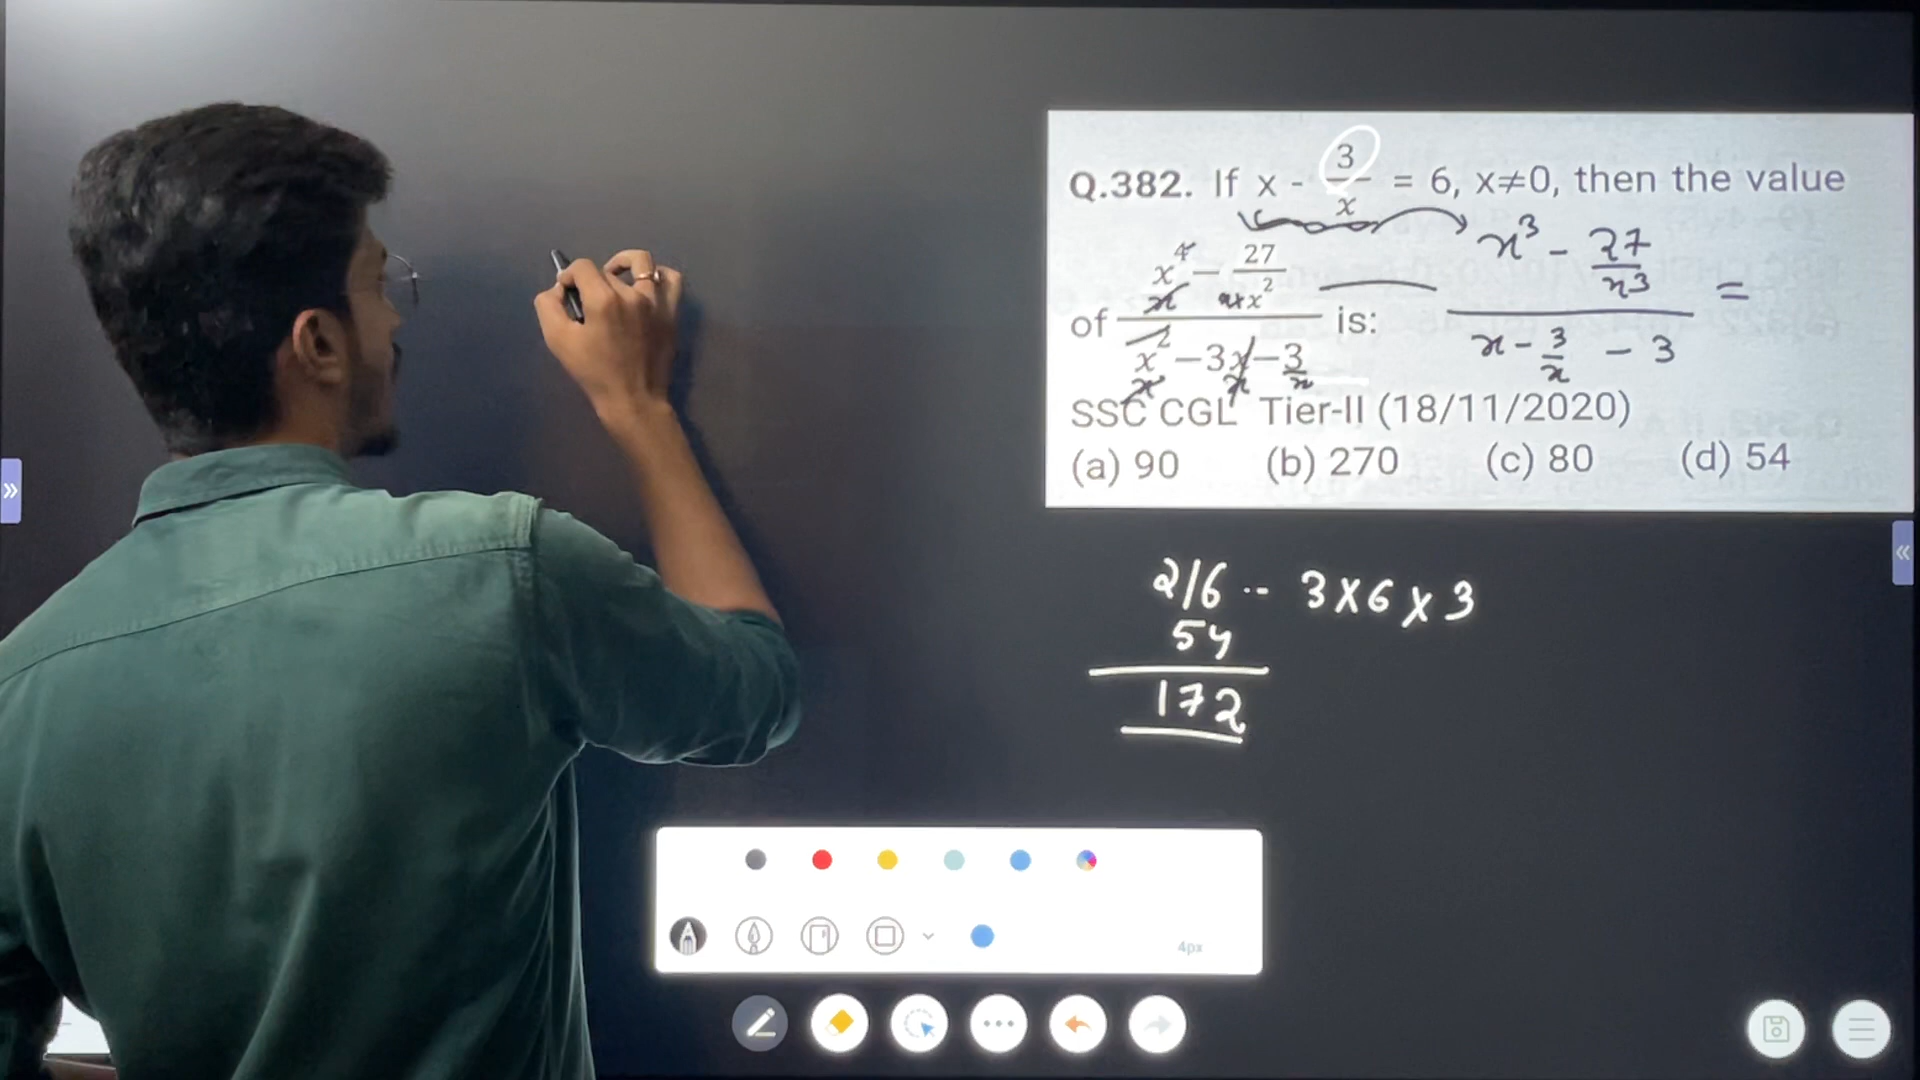 Q.382. If x - 3/x = 6, x≠0, then the value
of (x⁴/x - 27/x·x²)/(x²/x - 3x/x - 3/x) is:
(x³ - 27/x³)/(x - 3/x - 3) =
SSC CGL Tier-II (18/11/2020)
(a) 90 (b) 270 (c) 80 (d) 54
216 - 3×6×3
54
172
4px